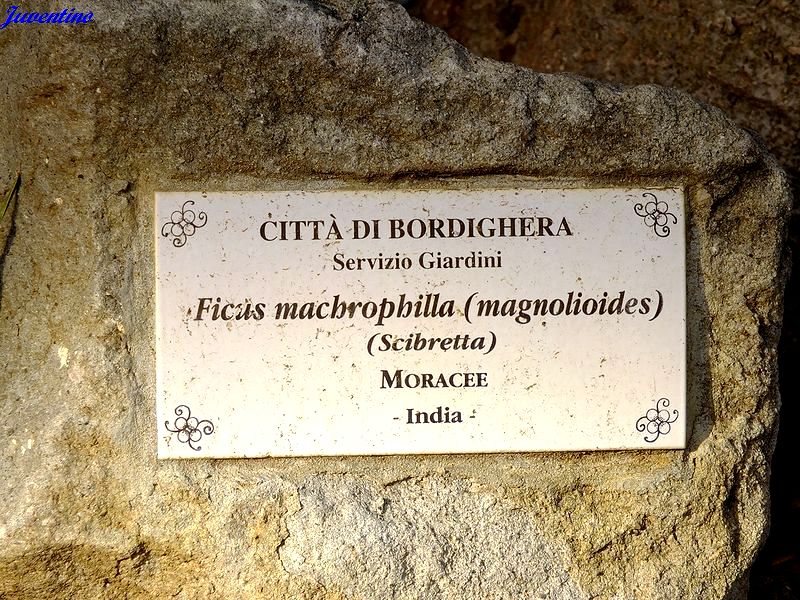 Juventino
CITTÀ DI BORDIGHERA
Servizio Giardini
Ficus machrophilla (magnolioides)
(Scibretta)
MORACEE
- India -